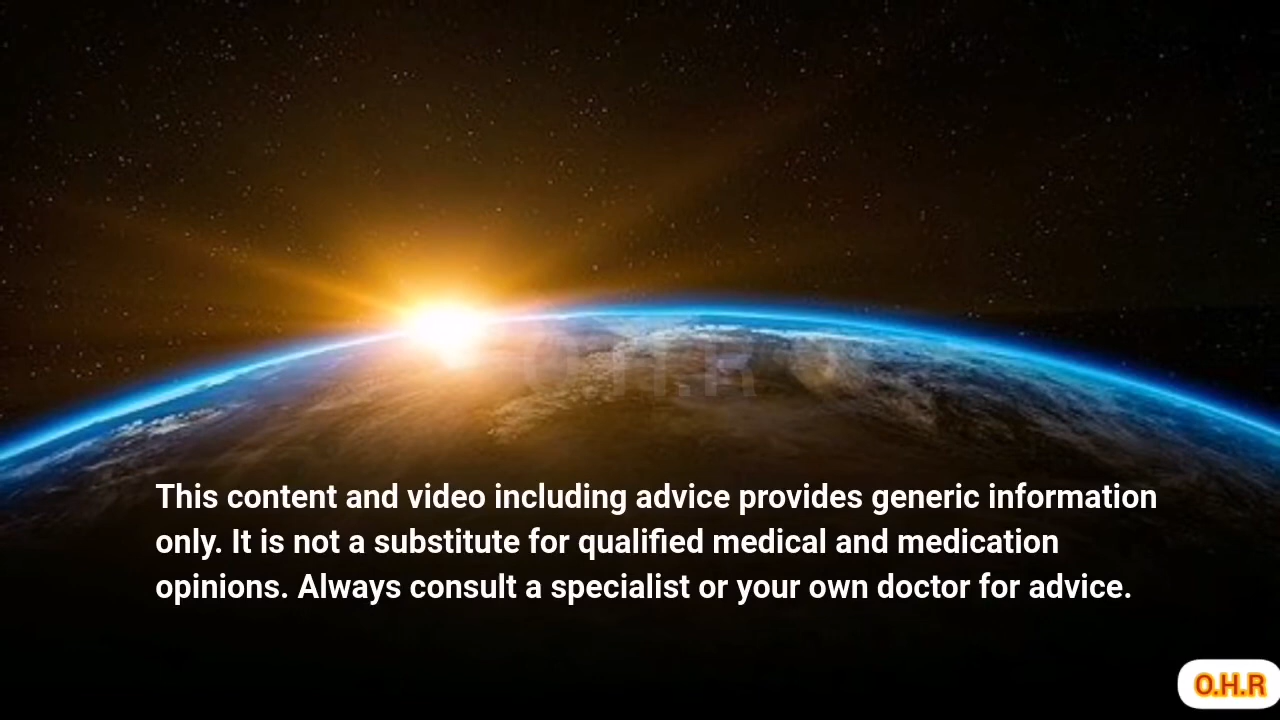 O.H.R
This content and video including advice provides generic information
only. It is not a substitute for qualified medical and medication
opinions. Always consult a specialist or your own doctor for advice.
O.H.R